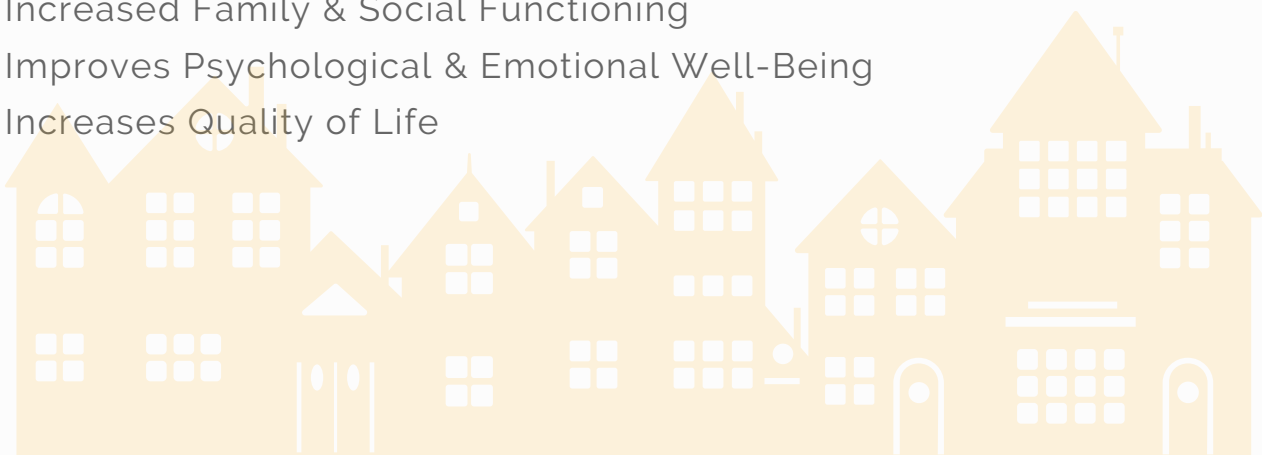 Increased Family & Social Functioning
Improves Psychological & Emotional Well-Being
Increases Quality of Life